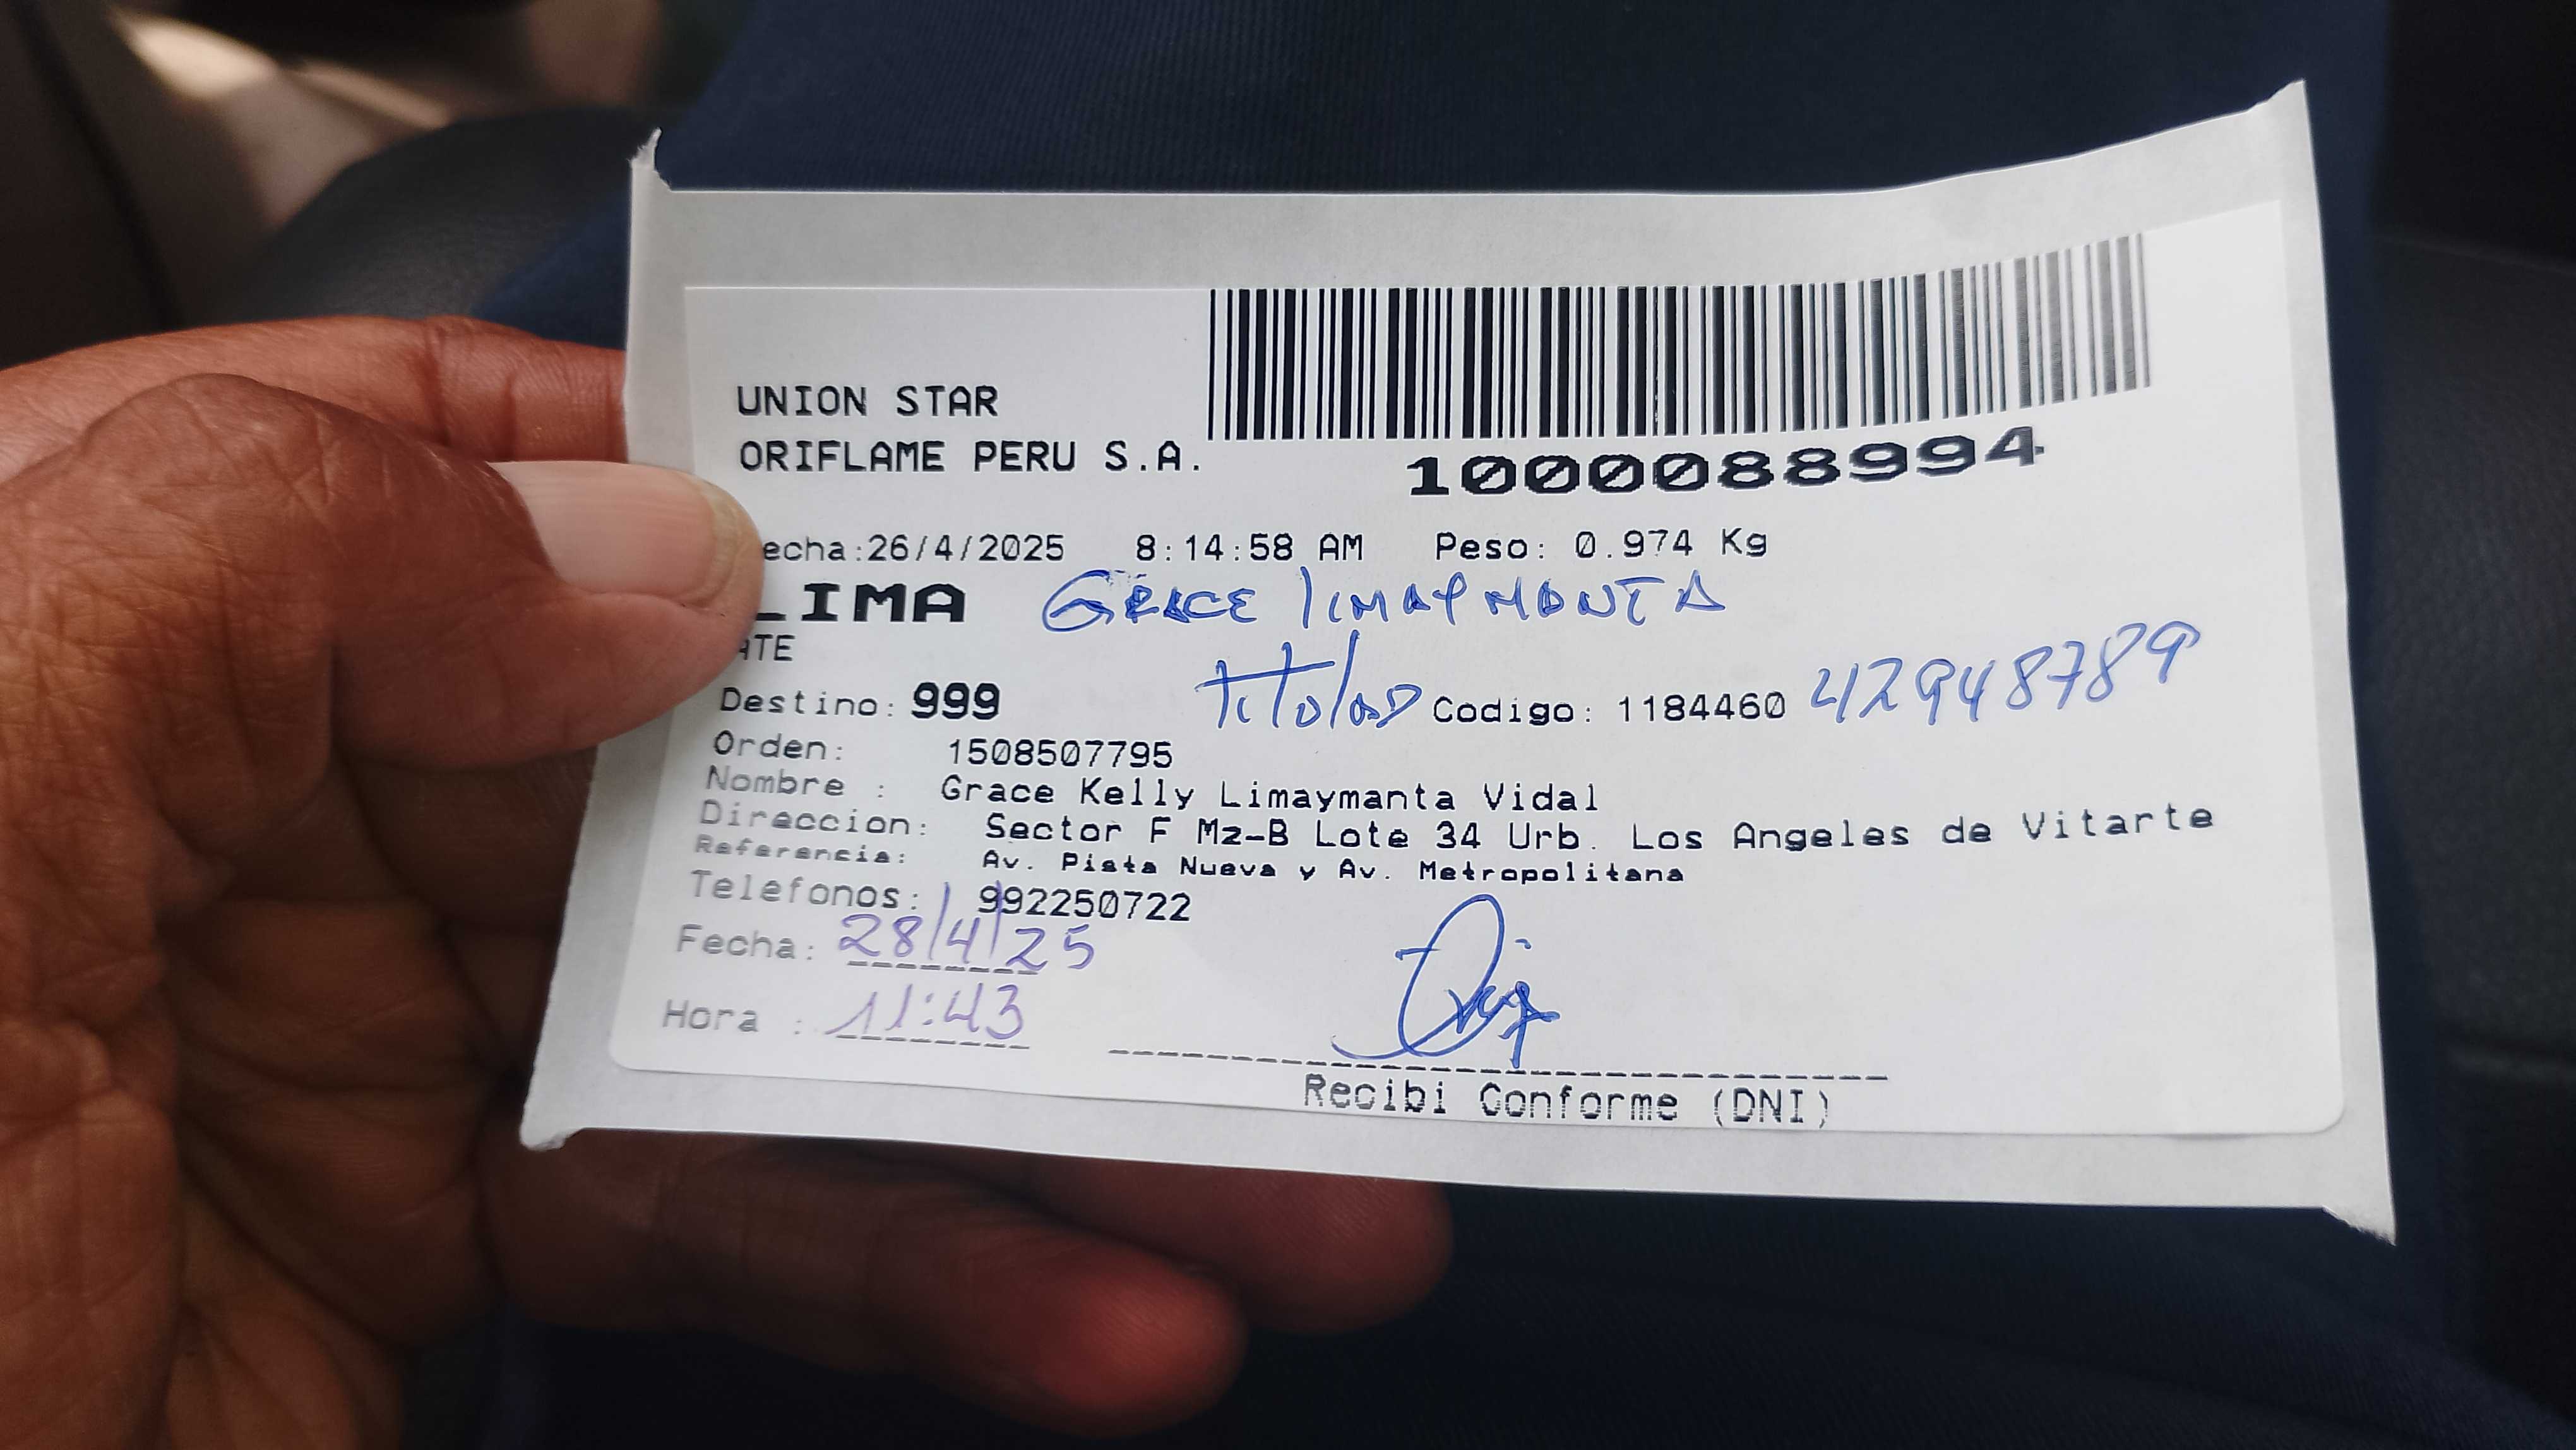 UNION STAR
ORIFLAME PERU S.A.
1000088994
echa:26/4/2025 8:14:58 AM Peso: 0.974 Kg
LIMA GRACE limaymanta
ATE
Destino: 999 titular Codigo: 1184460 42948789
Orden: 1508507795
Nombre : Grace Kelly Limaymanta Vidal
Direccion: Sector F Mz-B Lote 34 Urb. Los Angeles de Vitarte
Referencia: Av. Pista Nueva y Av. Metropolitana
Telefonos: 992250722
Fecha: 28/4/25
Hora : 11:43
Recibi Conforme (DNI)